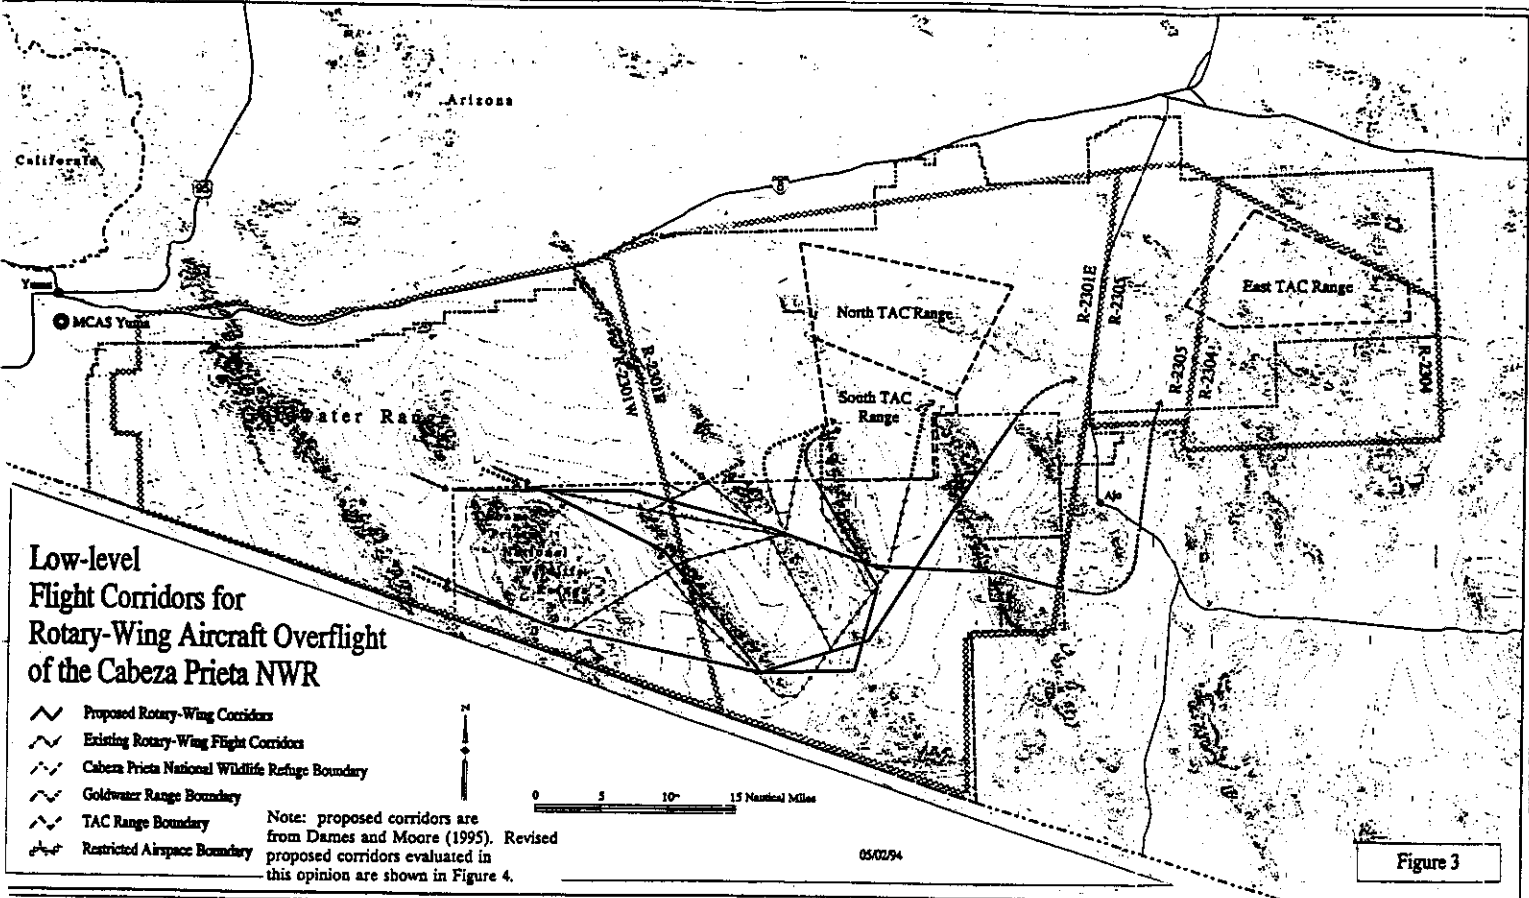 Arizona
California
8
Yuma
MCAS Yuma
R-2301W
R-2301E
North TAC Range
South TAC
Range
R-2301E
R-2305
East TAC Range
R-2305
R-2304
R-2304
Range
National
Wildlife
Ajo
Low-level
Flight Corridors for
Rotary-Wing Aircraft Overflight
of the Cabeza Prieta NWR
Proposed Rotary-Wing Corridors
Existing Rotary-Wing Flight Corridors
Cabeza Prieta National Wildlife Refuge Boundary
Goldwater Range Boundary
TAC Range Boundary
Restricted Airspace Boundary
N
0 5 10 15 Nautical Miles
Note: proposed corridors are
from Dames and Moore (1995). Revised
proposed corridors evaluated in
this opinion are shown in Figure 4.
05/02/94
Figure 3